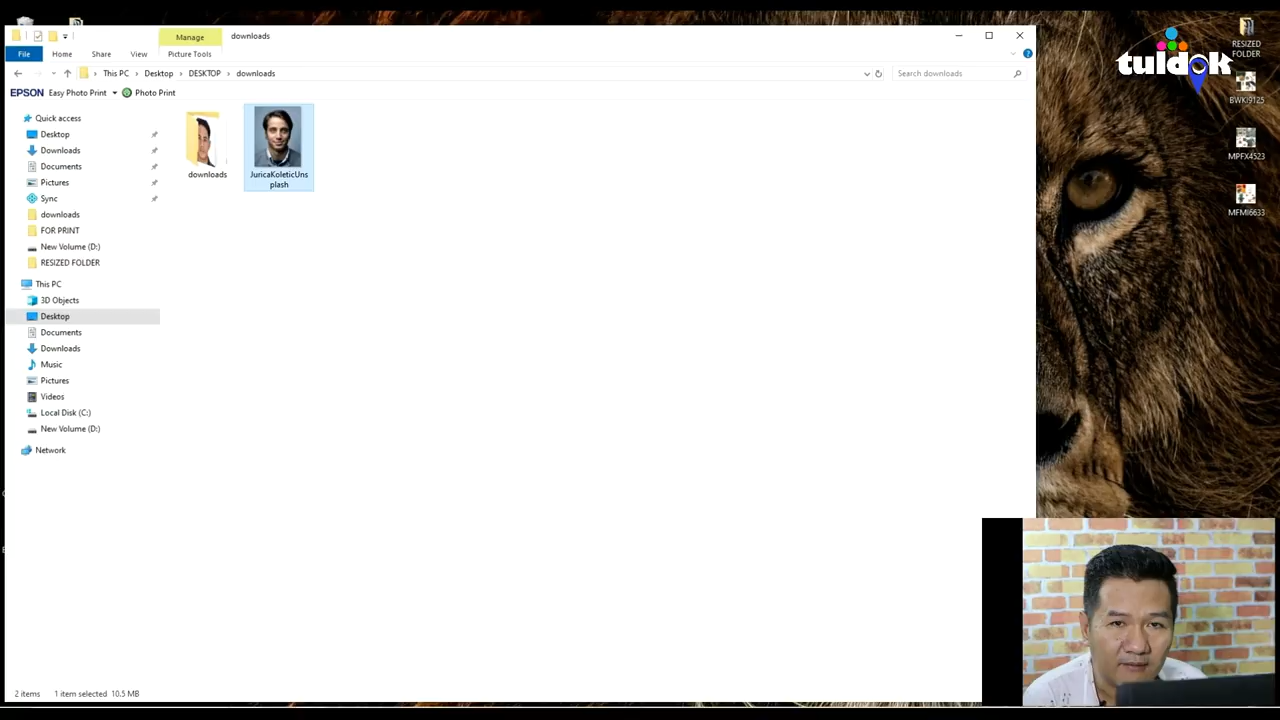 Manage
downloads
File
Home
Share
View
Picture Tools
This PC
Desktop
DESKTOP
downloads
Search downloads
EPSON Easy Photo Print
Photo Print
Quick access
Desktop
Downloads
Documents
Pictures
Sync
downloads
FOR PRINT
New Volume (D:)
RESIZED FOLDER
This PC
3D Objects
Desktop
Documents
Downloads
Music
Pictures
Videos
Local Disk (C:)
New Volume (D:)
Network
downloads
JuricaKoleticUns
plash
2 items
1 item selected 10.5 MB
RESIZED
FOLDER
tuldok
BWKI9125
MPFX4523
MFMI6633